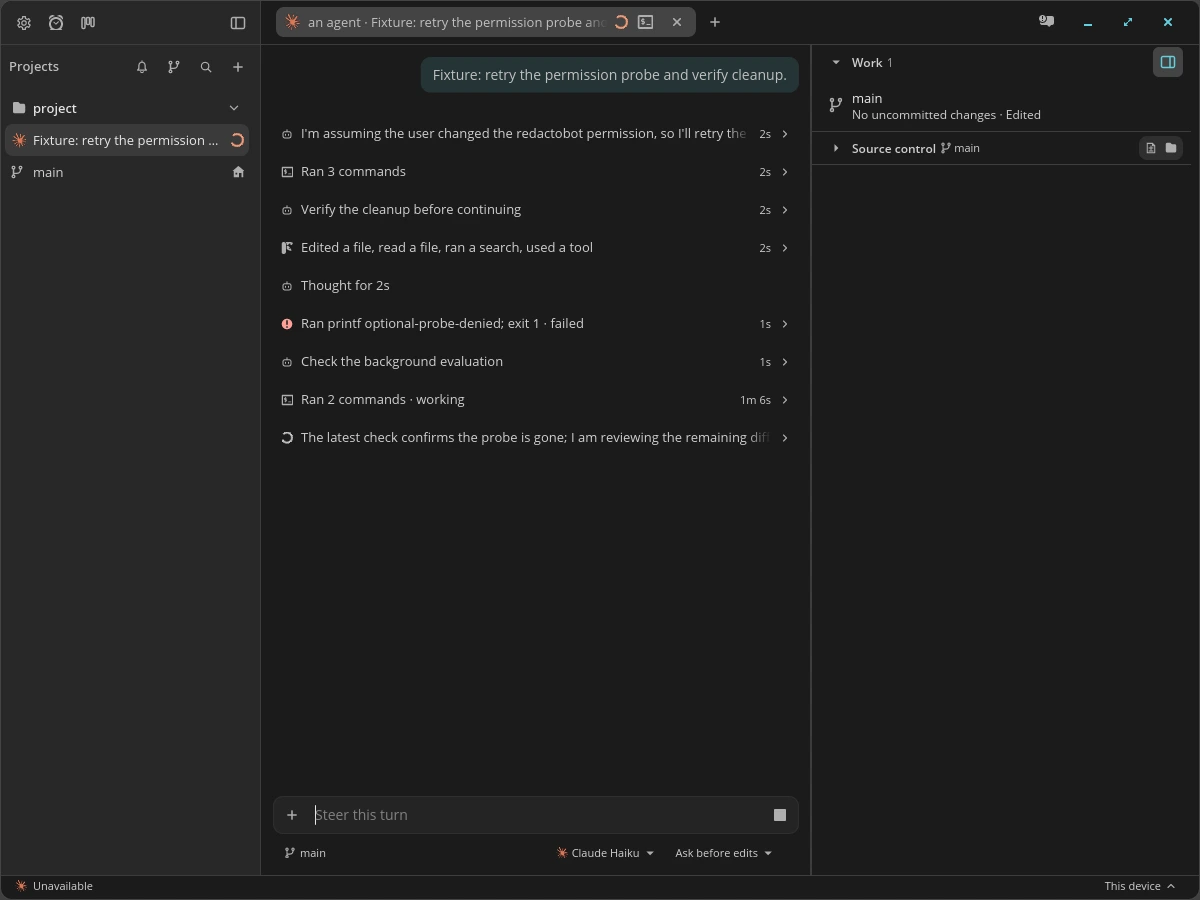 an agent · Fixture: retry the permission probe and
Projects
project
Fixture: retry the permission ...
main
Fixture: retry the permission probe and verify cleanup.
I'm assuming the user changed the redactobot permission, so I'll retry the 2s
Ran 3 commands 2s
Verify the cleanup before continuing 2s
Edited a file, read a file, ran a search, used a tool 2s
Thought for 2s
Ran printf optional-probe-denied; exit 1 · failed 1s
Check the background evaluation 1s
Ran 2 commands · working 1m 6s
The latest check confirms the probe is gone; I am reviewing the remaining diff
Steer this turn
main Claude Haiku Ask before edits
Work 1
main
No uncommitted changes · Edited
Source control main
Unavailable
This device